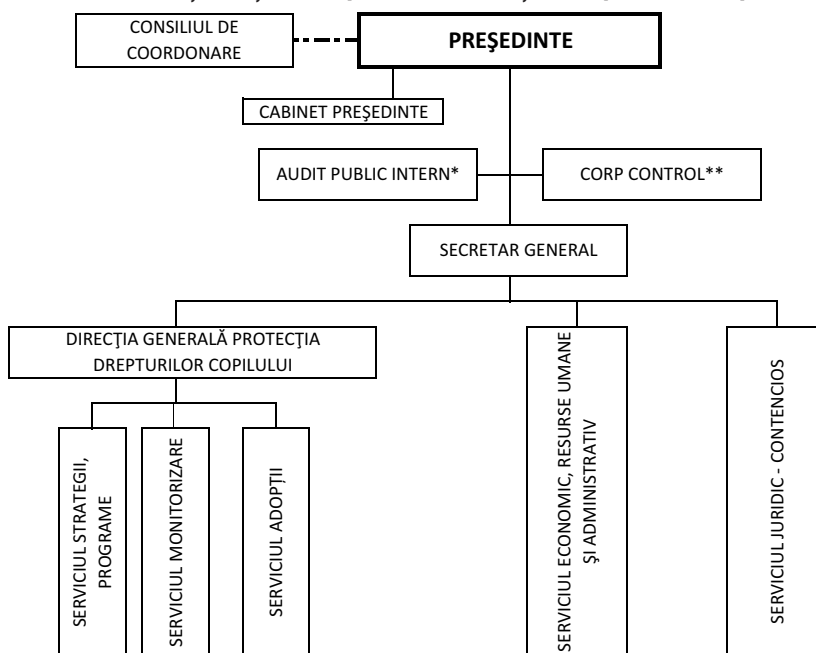 CONSILIUL DE
COORDONARE
PREŞEDINTE
CABINET PREŞEDINTE
AUDIT PUBLIC INTERN*
CORP CONTROL**
SECRETAR GENERAL
DIRECŢIA GENERALĂ PROTECŢIA
DREPTURILOR COPILULUI
SERVICIUL STRATEGII,
PROGRAME
SERVICIUL MONITORIZARE
SERVICIUL ADOPȚII
SERVICIUL ECONOMIC, RESURSE UMANE
ŞI ADMINISTRATIV
SERVICIUL JURIDIC - CONTENCIOS